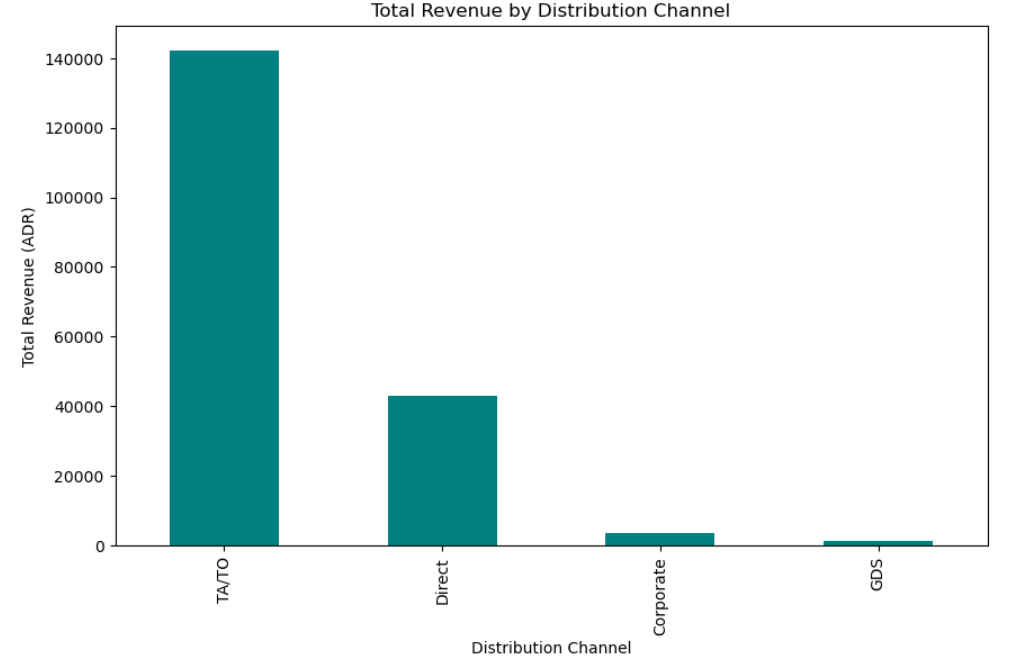 Total Revenue by Distribution Channel
140000
120000
100000
80000
60000
40000
20000
0
Total Revenue (ADR)
TA/TO
Direct
Corporate
GDS
Distribution Channel